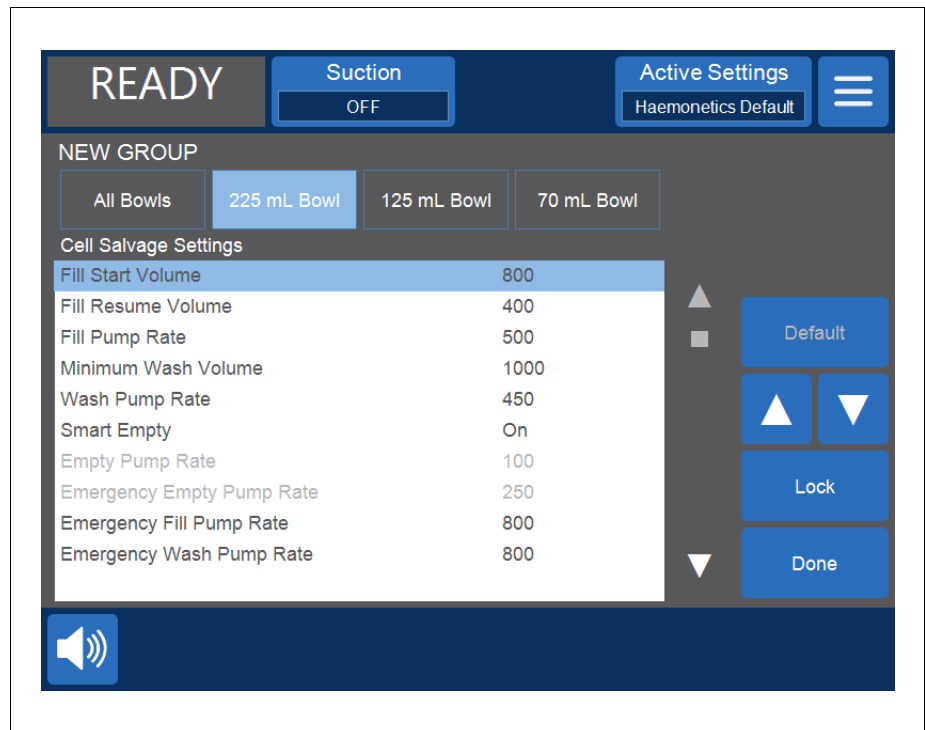 READY
Suction
OFF
Active Settings
Haemonetics Default
NEW GROUP
All Bowls
225 mL Bowl
125 mL Bowl
70 mL Bowl
Cell Salvage Settings
Fill Start Volume 800
Fill Resume Volume 400
Fill Pump Rate 500
Minimum Wash Volume 1000
Wash Pump Rate 450
Smart Empty On
Empty Pump Rate 100
Emergency Empty Pump Rate 250
Emergency Fill Pump Rate 800
Emergency Wash Pump Rate 800
Default
Lock
Done